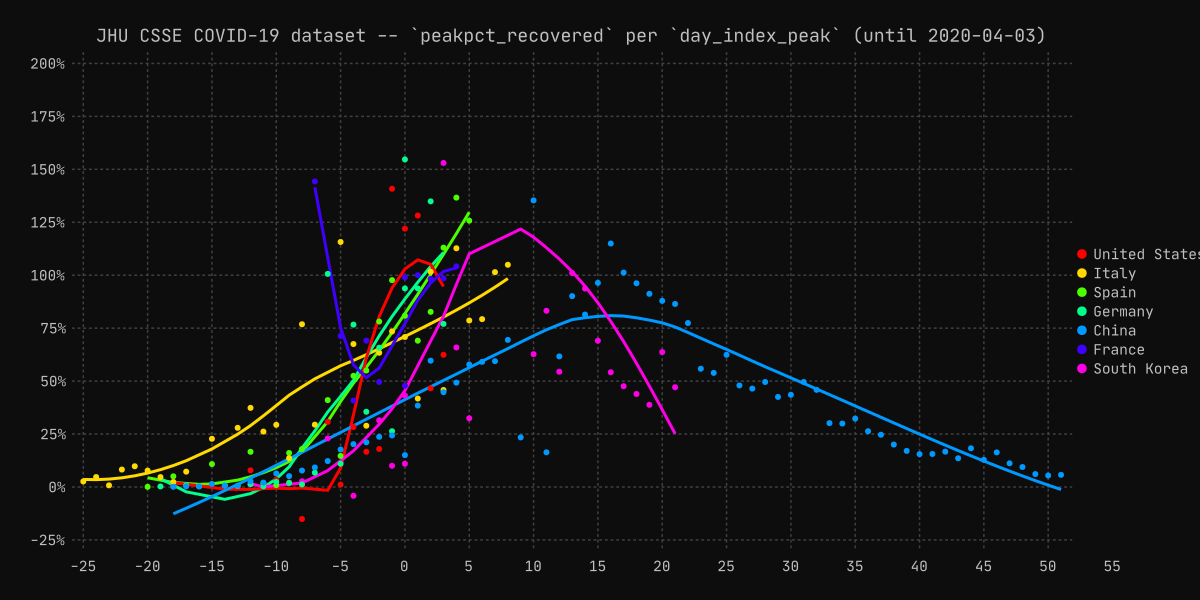 JHU CSSE COVID-19 dataset -- `peakpct_recovered` per `day_index_peak` (until 2020-04-03)
200%
175%
150%
125%
100%
75%
50%
25%
0%
-25%
-25 -20 -15 -10 -5 0 5 10 15 20 25 30 35 40 45 50 55
United States
Italy
Spain
Germany
China
France
South Korea